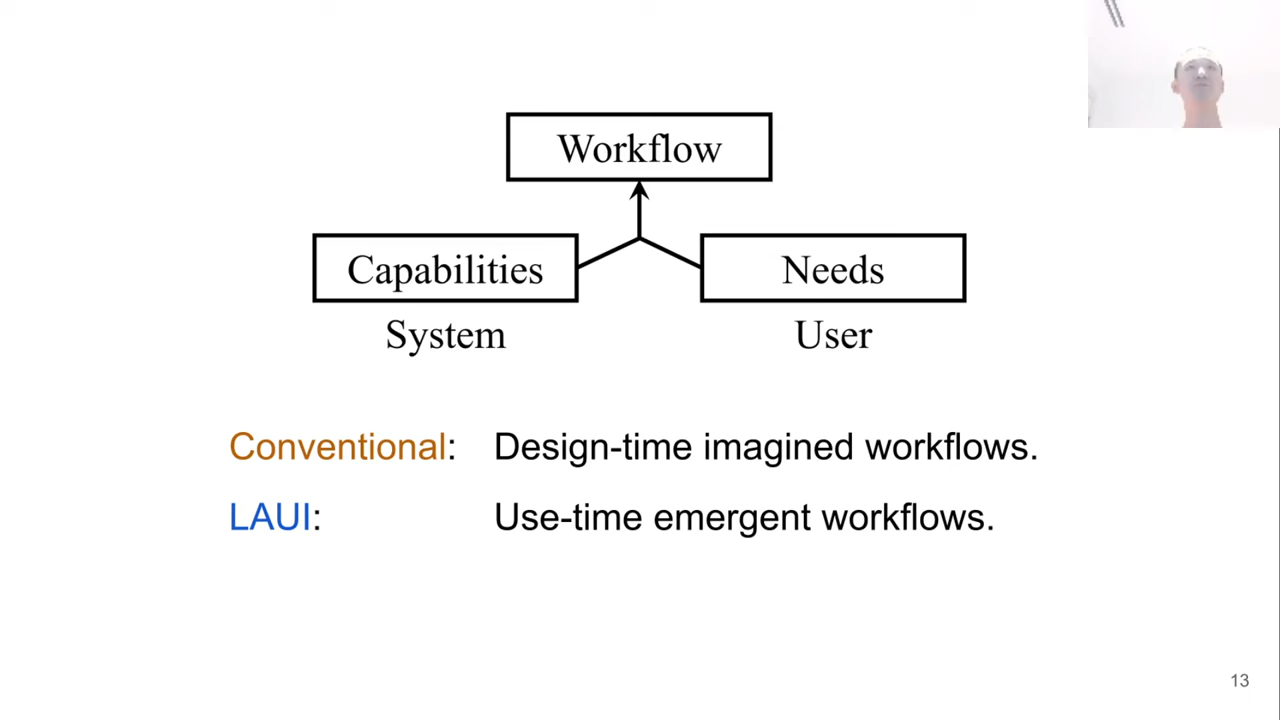 Workflow
Capabilities Needs
System User
Conventional: Design-time imagined workflows.
LAUI: Use-time emergent workflows.
13